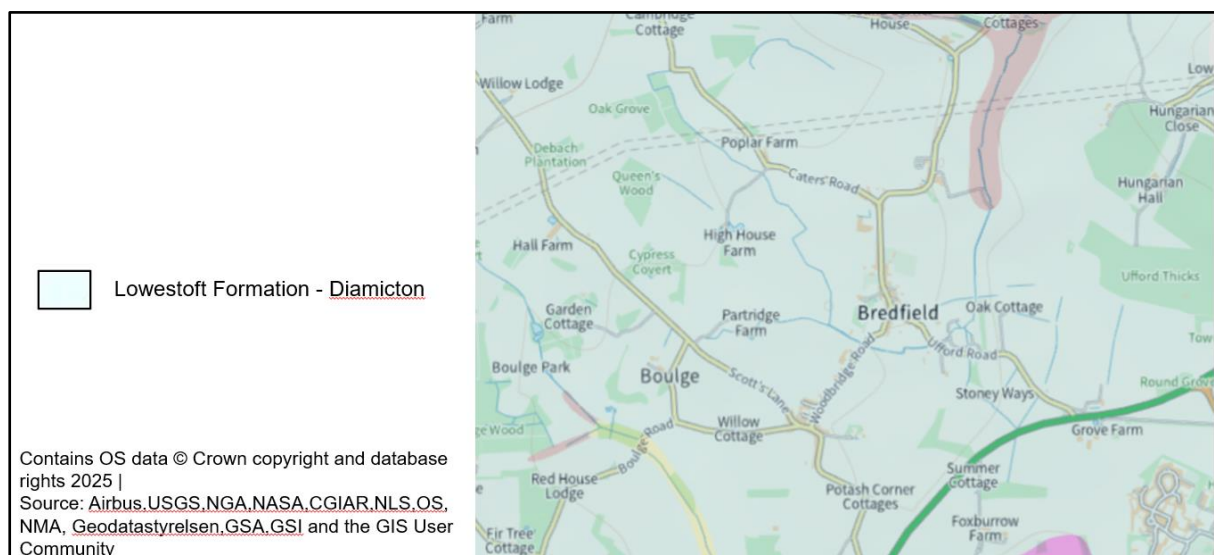 Lowestoft Formation - Diamicton
Contains OS data © Crown copyright and database
rights 2025 |
Source: Airbus,USGS,NGA,NASA,CGIAR,NLS,OS,
NMA, Geodatastyrelsen,GSA,GSI and the GIS User
Community
Farm
Cottage
House
Cottages
Willow Lodge
Low
Oak Grove
Hungarian
Close
Debach
Plantation
Poplar Farm
Queen's
Wood
Caters Road
Hungarian
Hall
Hall Farm
High House
Farm
Cypress
Covert
Ufford Thicks
Garden
Cottage
Partridge
Farm
Bredfield
Oak Cottage
Ufford Road
Tow
Boulge Park
Boulge
Scott's Lane
Woodbridge Road
Stoney Ways
Round Grove
ge Wood
Boulge Road
Willow
Cottage
Grove Farm
Red House
Lodge
Summer
Cottage
Potash Corner
Cottages
Foxburrow
Farm
Fir Tree
Cottage